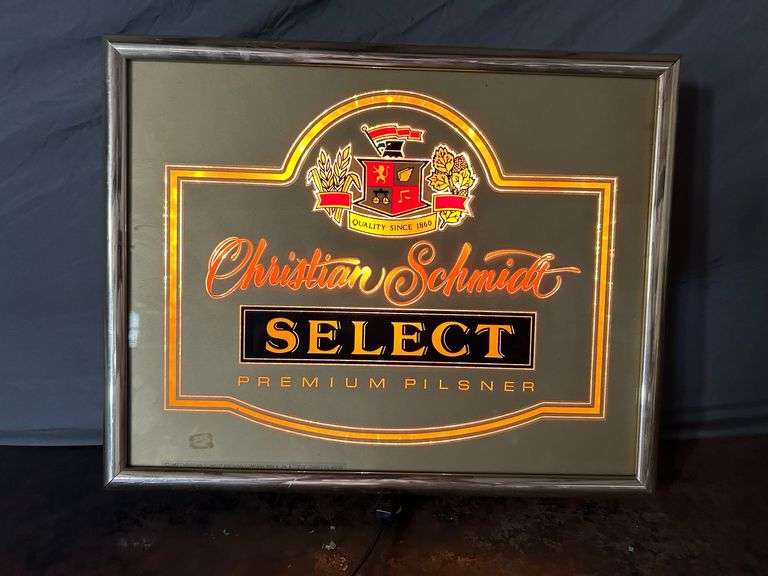 QUALITY SINCE 1860
Christian Schmidt
SELECT
PREMIUM PILSNER